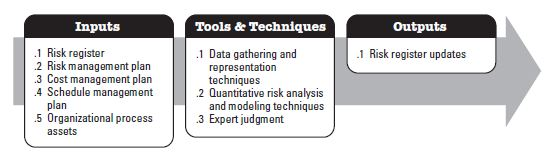 Inputs
.1 Risk register
.2 Risk management plan
.3 Cost management plan
.4 Schedule management
plan
.5 Organizational process
assets
Tools & Techniques
.1 Data gathering and
representation
techniques
.2 Quantitative risk analysis
and modeling techniques
.3 Expert judgment
Outputs
.1 Risk register updates